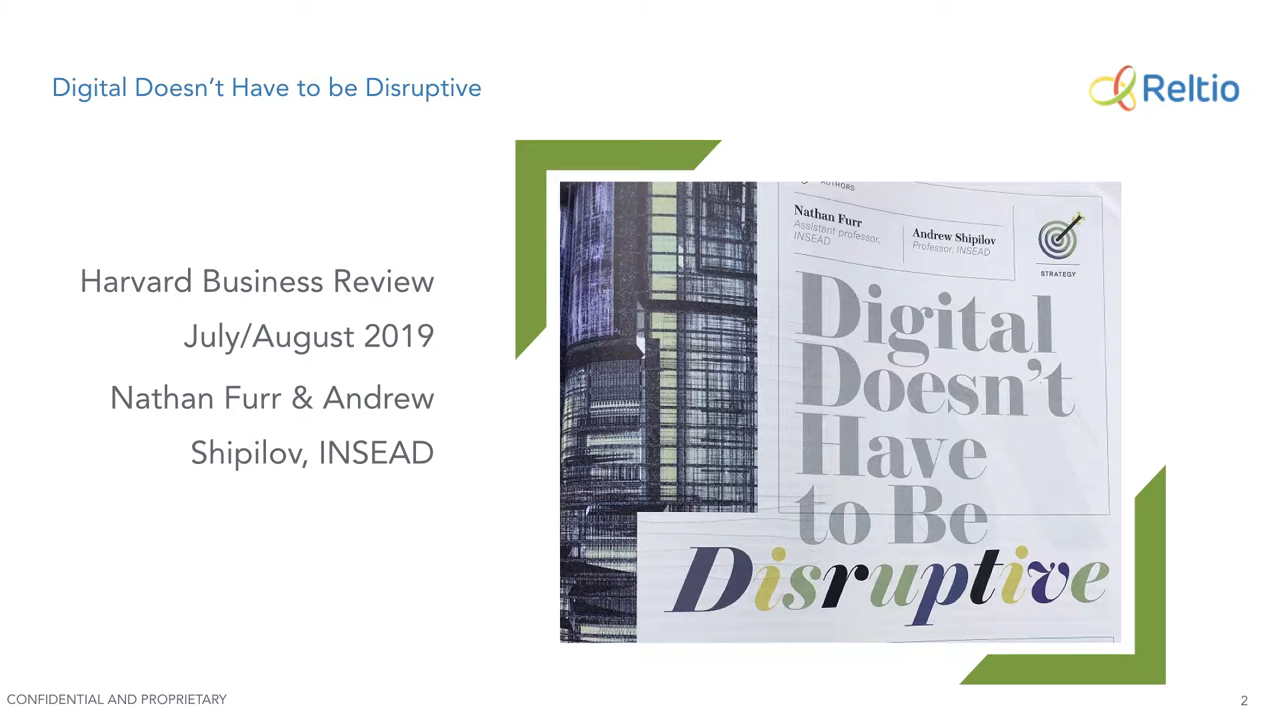 Digital Doesn’t Have to be Disruptive
Reltio
Harvard Business Review
July/August 2019
Nathan Furr & Andrew
Shipilov, INSEAD
AUTHORS
Nathan Furr
Assistant professor,
INSEAD
Andrew Shipilov
Professor, INSEAD
STRATEGY
Digital
Doesn’t
Have
to Be
Disruptive
CONFIDENTIAL AND PROPRIETARY
2